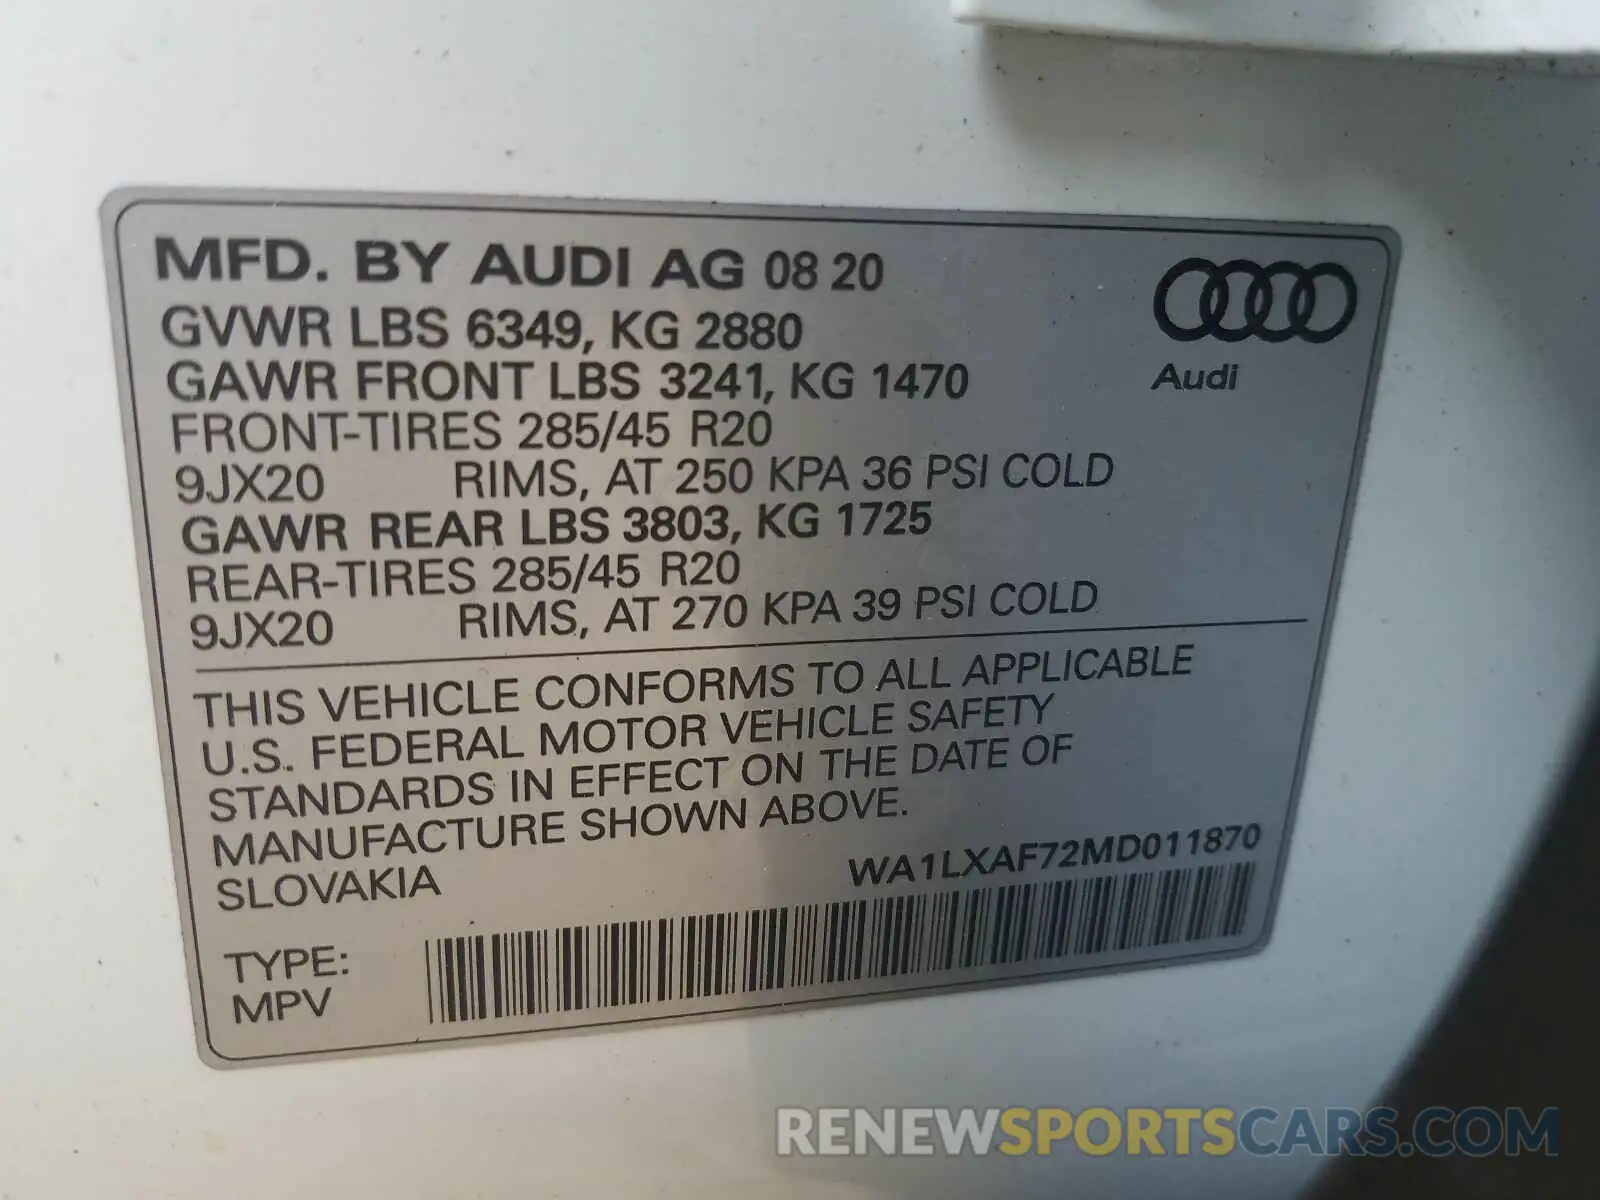 MFD. BY AUDI AG 08 20
GVWR LBS 6349, KG 2880
GAWR FRONT LBS 3241, KG 1470
FRONT-TIRES 285/45 R20
9JX20 RIMS, AT 250 KPA 36 PSI COLD
GAWR REAR LBS 3803, KG 1725
REAR-TIRES 285/45 R20
9JX20 RIMS, AT 270 KPA 39 PSI COLD
Audi
THIS VEHICLE CONFORMS TO ALL APPLICABLE
U.S. FEDERAL MOTOR VEHICLE SAFETY
STANDARDS IN EFFECT ON THE DATE OF
MANUFACTURE SHOWN ABOVE.
SLOVAKIA
WA1LXAF72MD011870
TYPE:
MPV
RENEWSPORTSCARS.COM